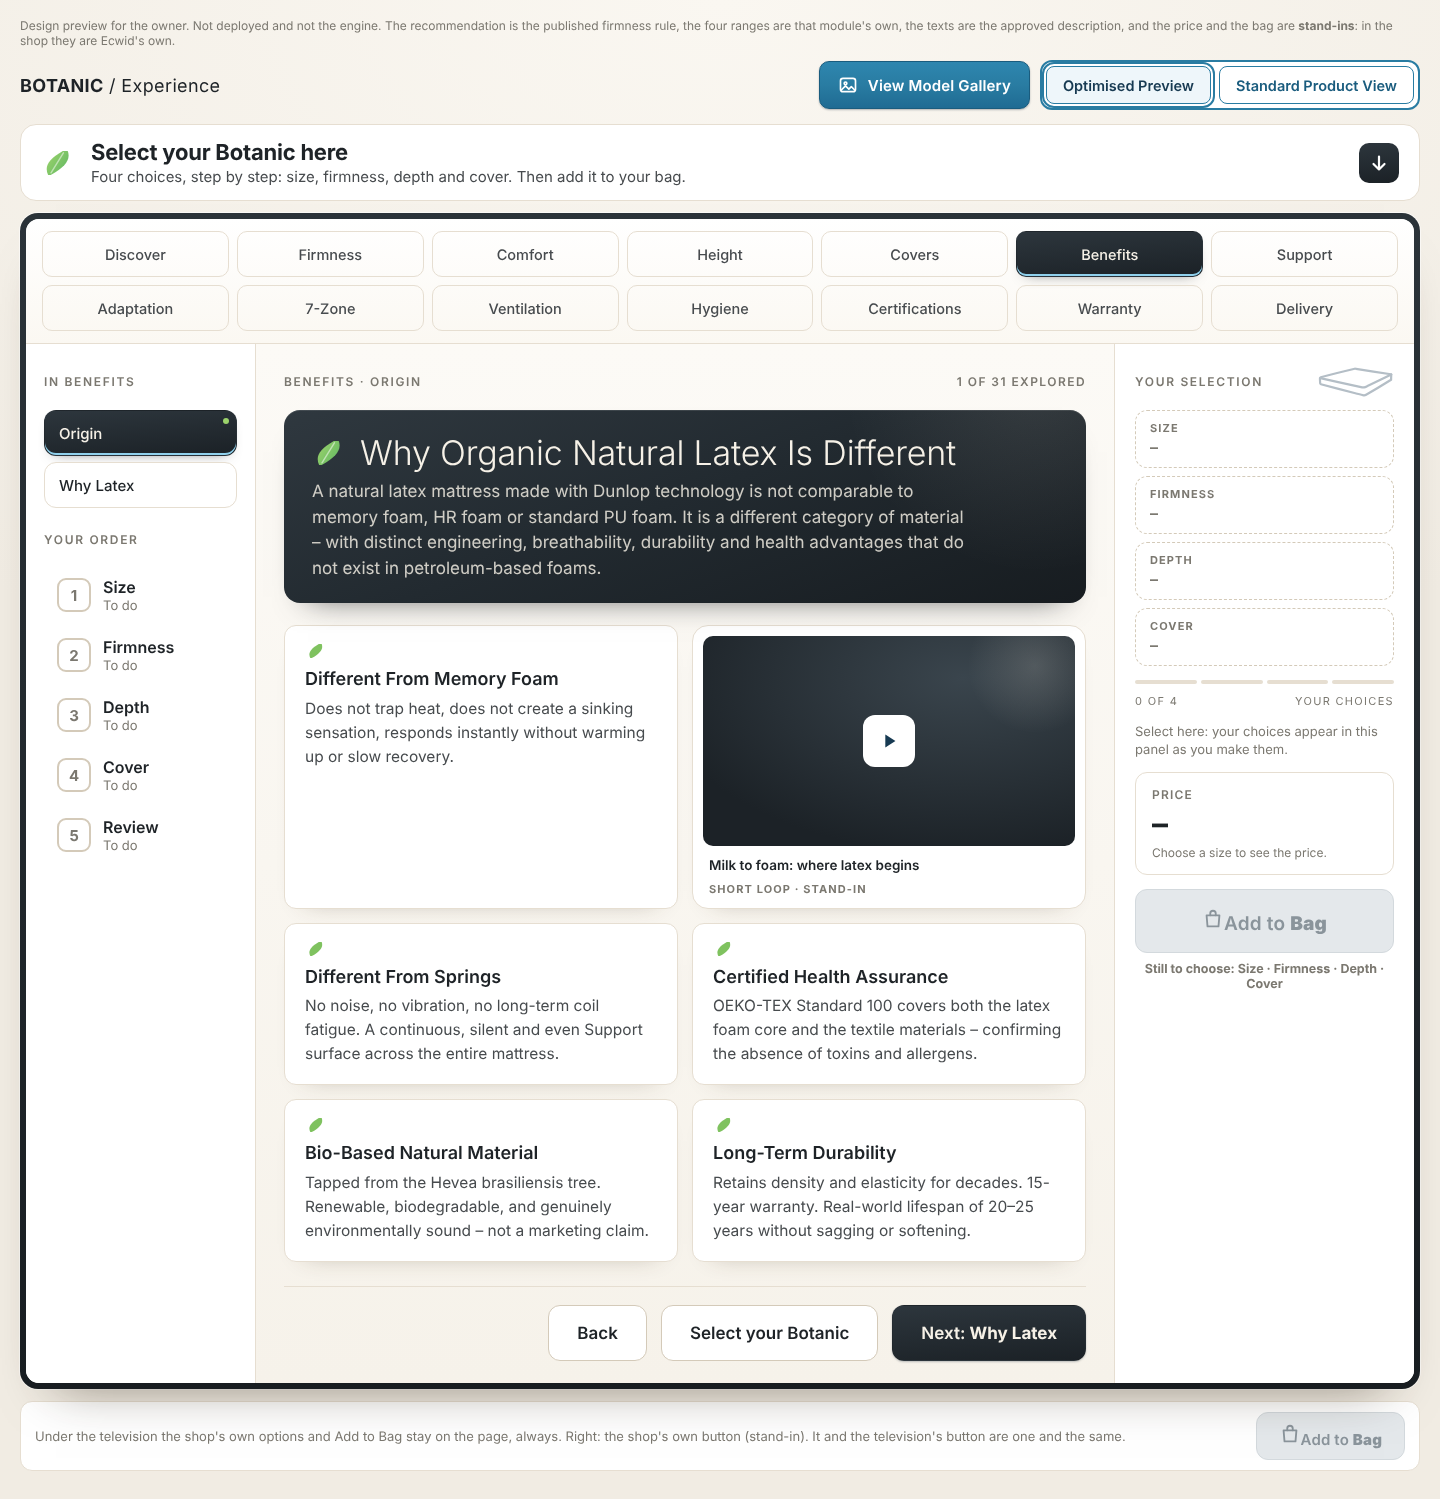 Design preview for the owner. Not deployed and not the engine. The recommendation is the published firmness rule, the four ranges are that module's own, the texts are the approved description, and the price and the bag are stand-ins: in the
shop they are Ecwid's own.
BOTANIC / Experience
View Model Gallery
Optimised Preview
Standard Product View
Select your Botanic here
Four choices, step by step: size, firmness, depth and cover. Then add it to your bag.
Discover
Firmness
Comfort
Height
Covers
Benefits
Support
Adaptation
7-Zone
Ventilation
Hygiene
Certifications
Warranty
Delivery
IN BENEFITS
Origin
Why Latex
YOUR ORDER
1
Size
To do
2
Firmness
To do
3
Depth
To do
4
Cover
To do
5
Review
To do
BENEFITS · ORIGIN
1 OF 31 EXPLORED
Why Organic Natural Latex Is Different
A natural latex mattress made with Dunlop technology is not comparable to
memory foam, HR foam or standard PU foam. It is a different category of material
– with distinct engineering, breathability, durability and health advantages that do
not exist in petroleum-based foams.
Different From Memory Foam
Does not trap heat, does not create a sinking
sensation, responds instantly without warming
up or slow recovery.
Milk to foam: where latex begins
SHORT LOOP · STAND-IN
Different From Springs
No noise, no vibration, no long-term coil
fatigue. A continuous, silent and even Support
surface across the entire mattress.
Certified Health Assurance
OEKO-TEX Standard 100 covers both the latex
foam core and the textile materials – confirming
the absence of toxins and allergens.
Bio-Based Natural Material
Tapped from the Hevea brasiliensis tree.
Renewable, biodegradable, and genuinely
environmentally sound – not a marketing claim.
Long-Term Durability
Retains density and elasticity for decades. 15-
year warranty. Real-world lifespan of 20–25
years without sagging or softening.
Back
Select your Botanic
Next: Why Latex
YOUR SELECTION
SIZE
–
FIRMNESS
–
DEPTH
–
COVER
–
0 OF 4
YOUR CHOICES
Select here: your choices appear in this
panel as you make them.
PRICE
–
Choose a size to see the price.
Add to Bag
Still to choose: Size · Firmness · Depth ·
Cover
Under the television the shop's own options and Add to Bag stay on the page, always. Right: the shop's own button (stand-in). It and the television's button are one and the same.
Add to Bag